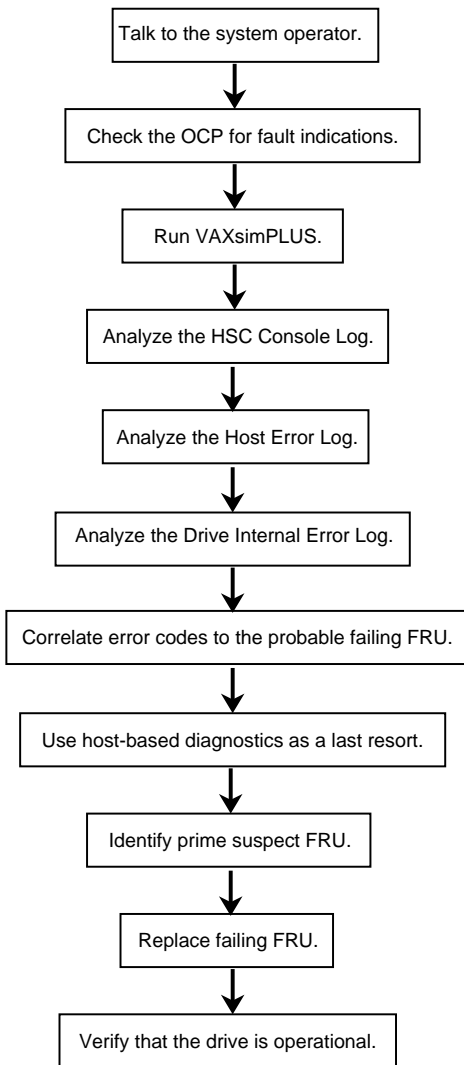 Talk to the system operator.
Check the OCP for fault indications.
Run VAXsimPLUS.
Analyze the HSC Console Log.
Analyze the Host Error Log.
Analyze the Drive Internal Error Log.
Correlate error codes to the probable failing FRU.
Use host-based diagnostics as a last resort.
Identify prime suspect FRU.
Replace failing FRU.
Verify that the drive is operational.